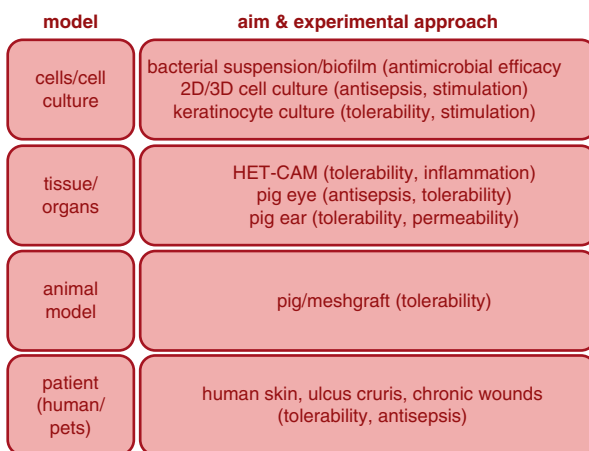 model
aim & experimental approach
cells/cell
culture
bacterial suspension/biofilm (antimicrobial efficacy
2D/3D cell culture (antisepsis, stimulation)
keratinocyte culture (tolerability, stimulation)
tissue/
organs
HET-CAM (tolerability, inflammation)
pig eye (antisepsis, tolerability)
pig ear (tolerability, permeability)
animal
model
pig/meshgraft (tolerability)
patient
(human/
pets)
human skin, ulcus cruris, chronic wounds
(tolerability, antisepsis)